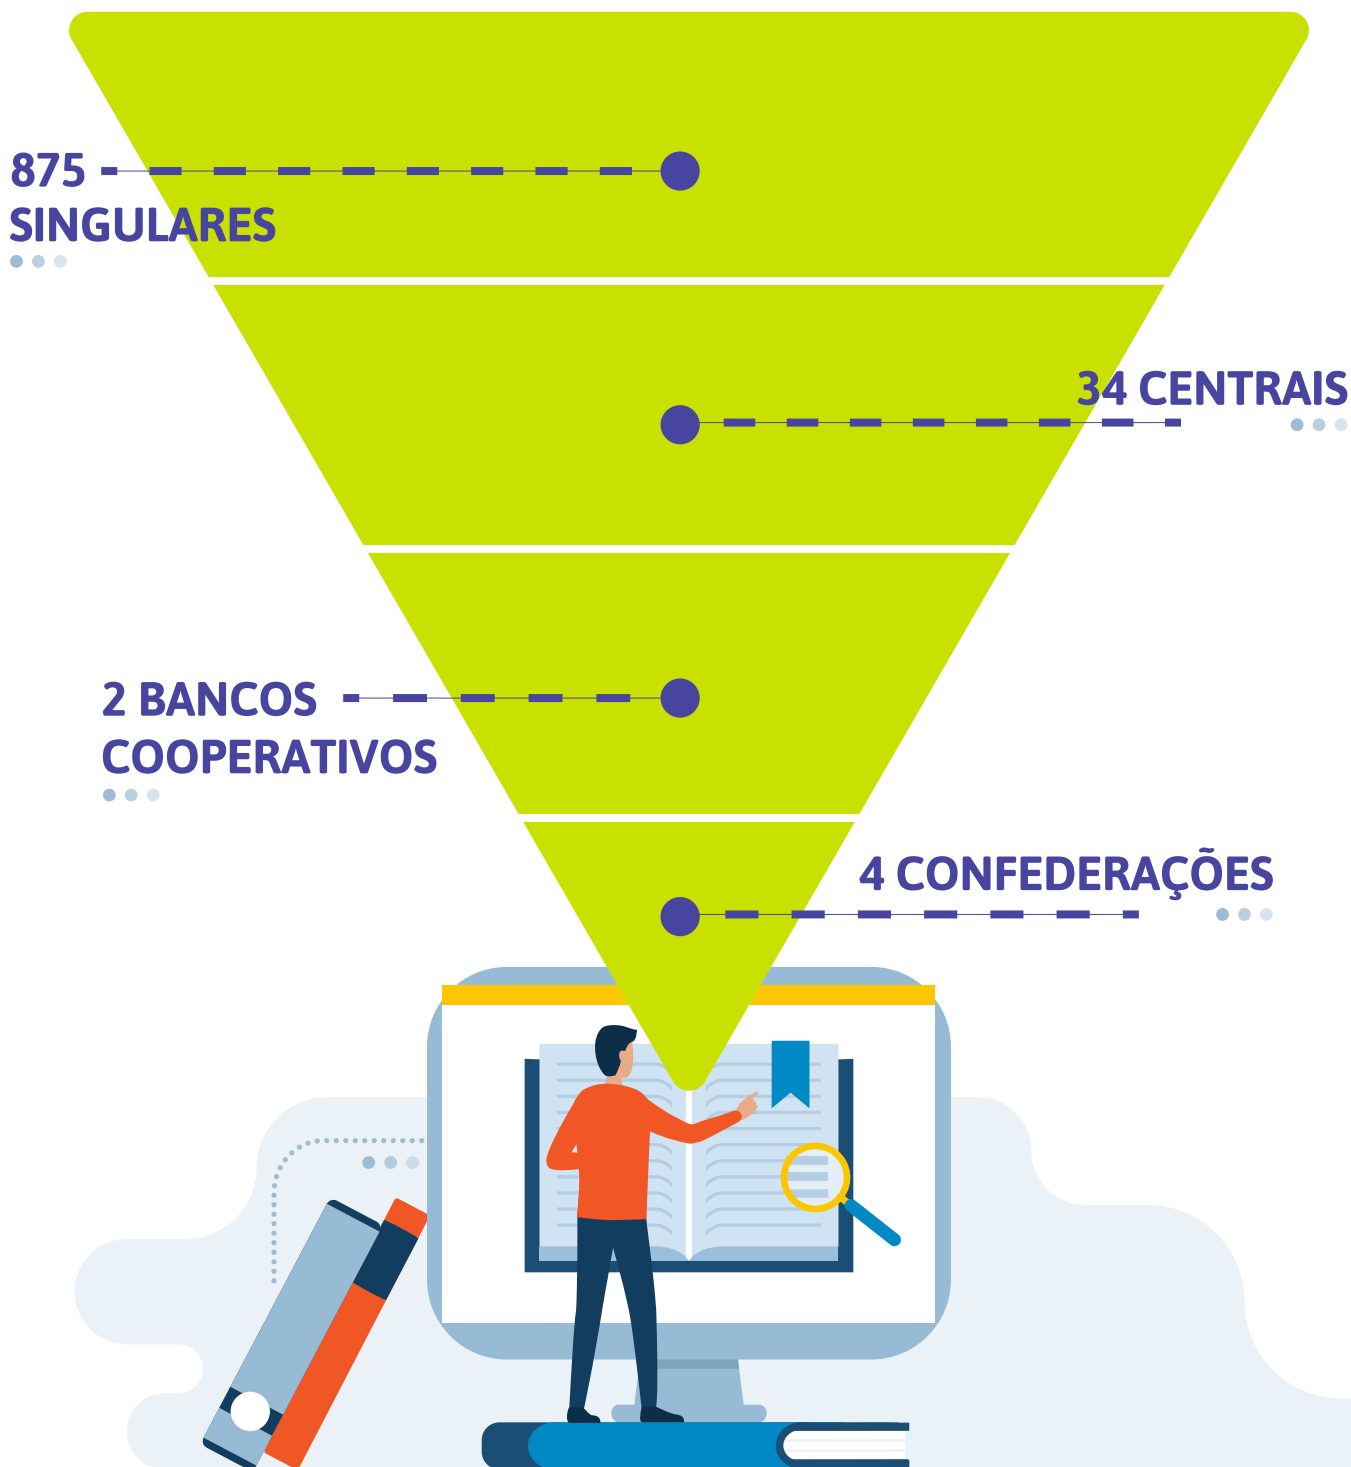 875
SINGULARES
34 CENTRAIS
2 BANCOS
COOPERATIVOS
4 CONFEDERAÇÕES